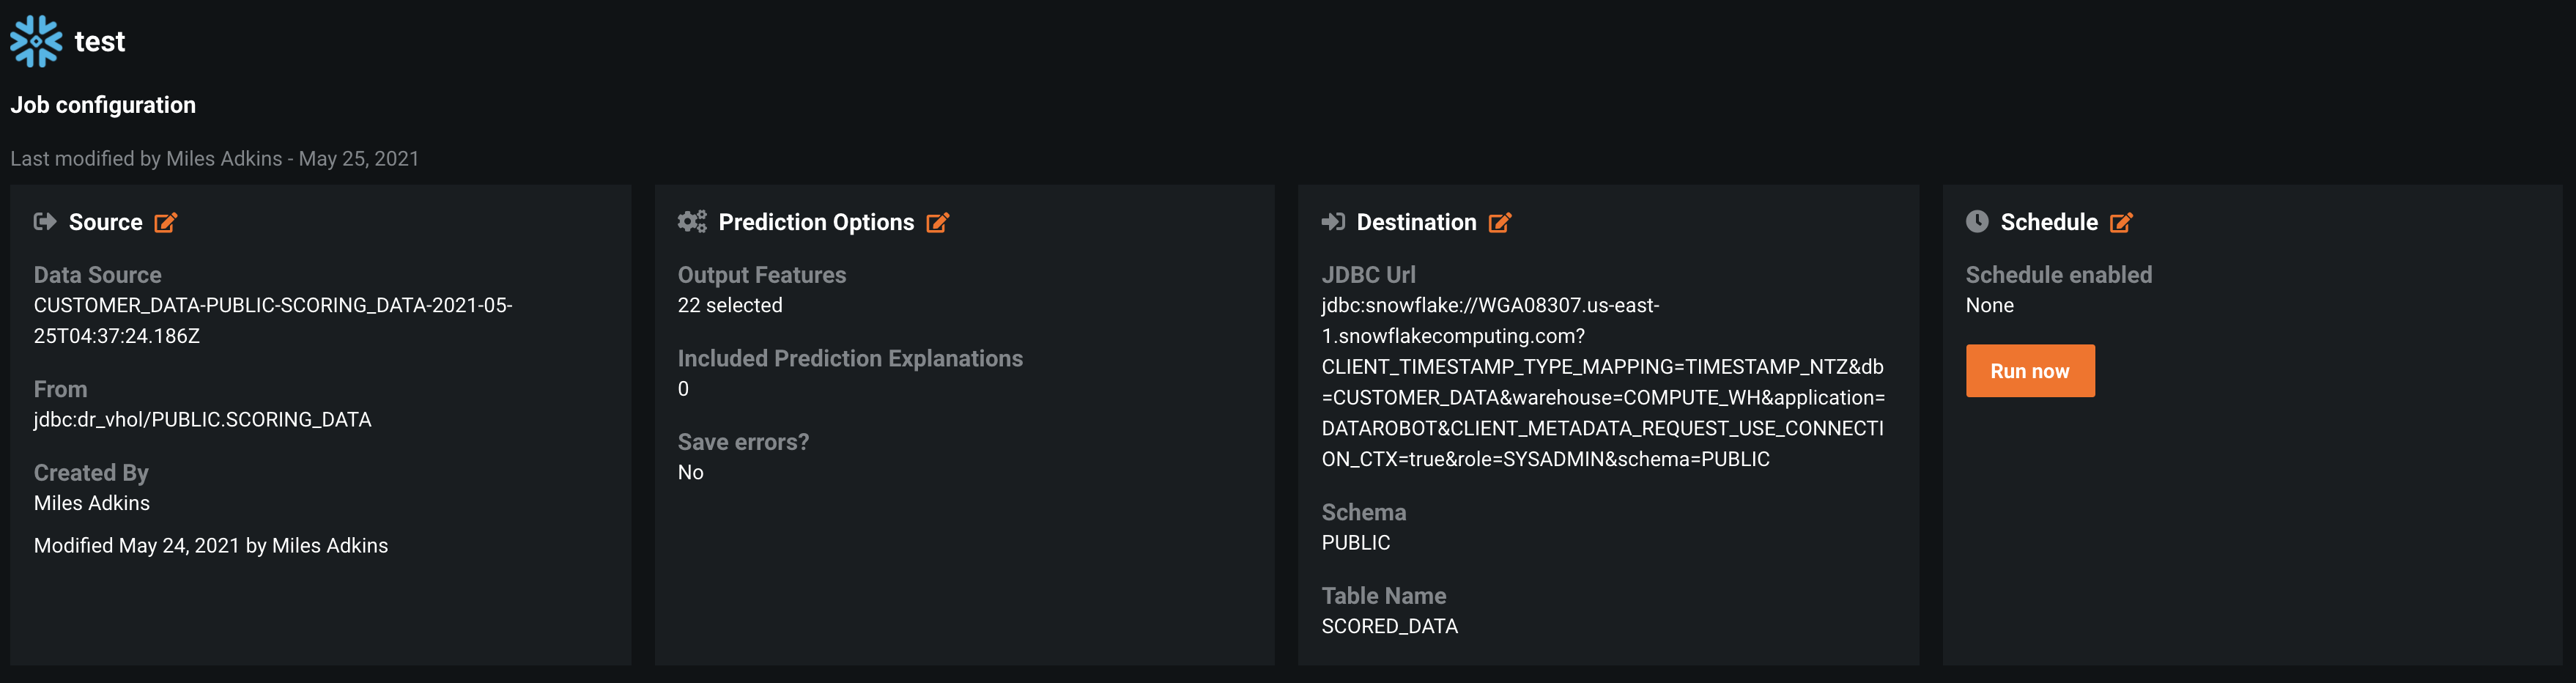 test
Job configuration
Last modified by Miles Adkins - May 25, 2021
Source
Data Source
CUSTOMER_DATA-PUBLIC-SCORING_DATA-2021-05-
25T04:37:24.186Z
From
jdbc:dr_vhol/PUBLIC.SCORING_DATA
Created By
Miles Adkins
Modified May 24, 2021 by Miles Adkins
Prediction Options
Output Features
22 selected
Included Prediction Explanations
0
Save errors?
No
Destination
JDBC Url
jdbc:snowflake://WGA08307.us-east-
1.snowflakecomputing.com?
CLIENT_TIMESTAMP_TYPE_MAPPING=TIMESTAMP_NTZ&db
=CUSTOMER_DATA&warehouse=COMPUTE_WH&application=
DATAROBOT&CLIENT_METADATA_REQUEST_USE_CONNECTI
ON_CTX=true&role=SYSADMIN&schema=PUBLIC
Schema
PUBLIC
Table Name
SCORED_DATA
Schedule
Schedule enabled
None
Run now